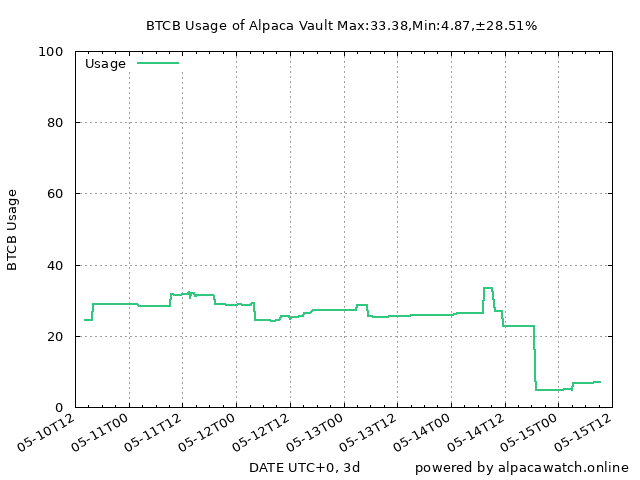 BTCB Usage of Alpaca Vault Max:33.38,Min:4.87,±28.51%
Usage
BTCB Usage
100
80
60
40
20
0
05-10T12
05-11T00
05-11T12
05-12T00
05-12T12
05-13T00
05-13T12
05-14T00
05-14T12
05-15T00
05-15T12
DATE UTC+0, 3d
powered by alpacawatch.online